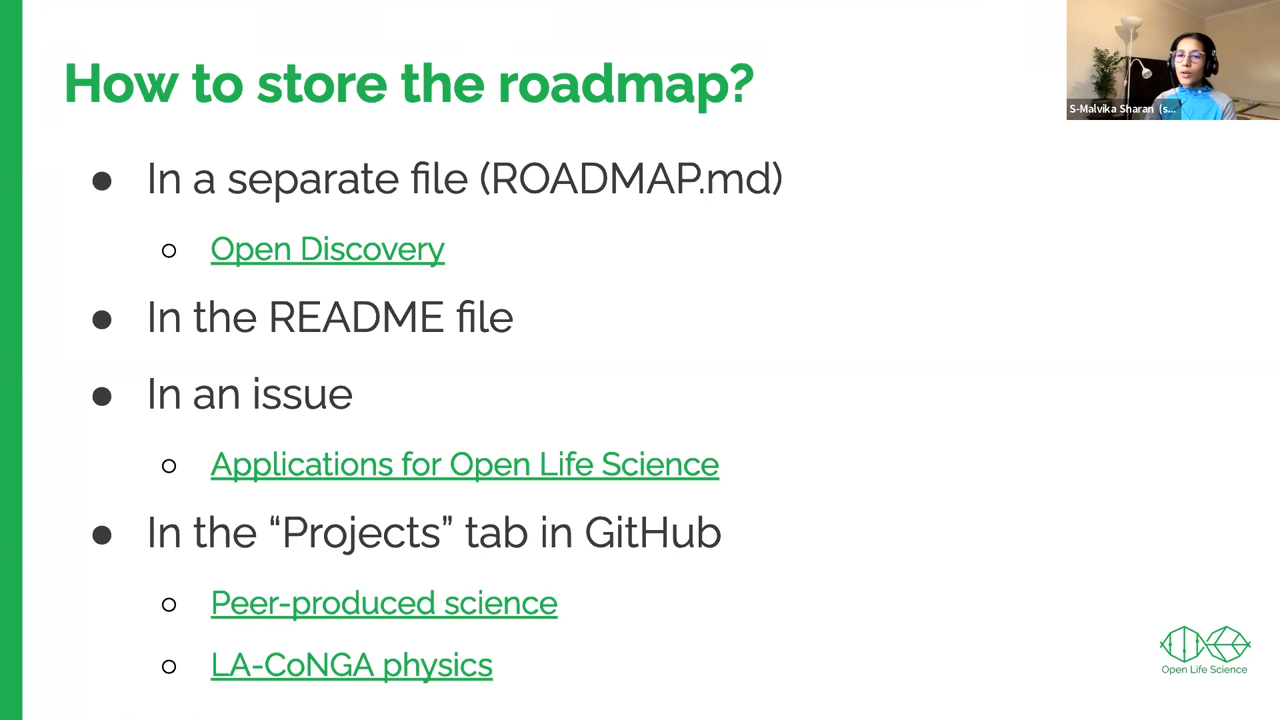 How to store the roadmap?
S-Malvika Sharan (s...
● In a separate file (ROADMAP.md)
○ Open Discovery
● In the README file
● In an issue
○ Applications for Open Life Science
● In the “Projects” tab in GitHub
○ Peer-produced science
○ LA-CoNGA physics
Open Life Science